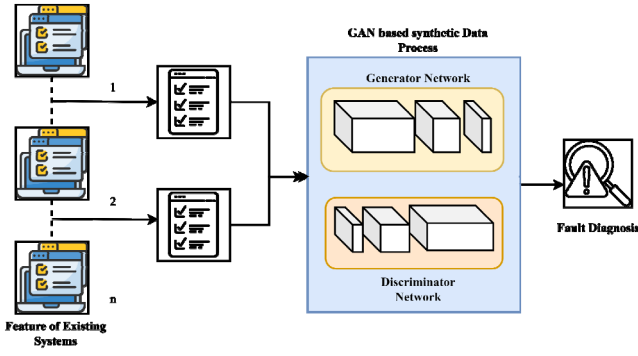 GAN based synthetic Data
Process
Generator Network
1
2
n
Discriminator
Network
Fault Diagnosis
Feature of Existing
Systems